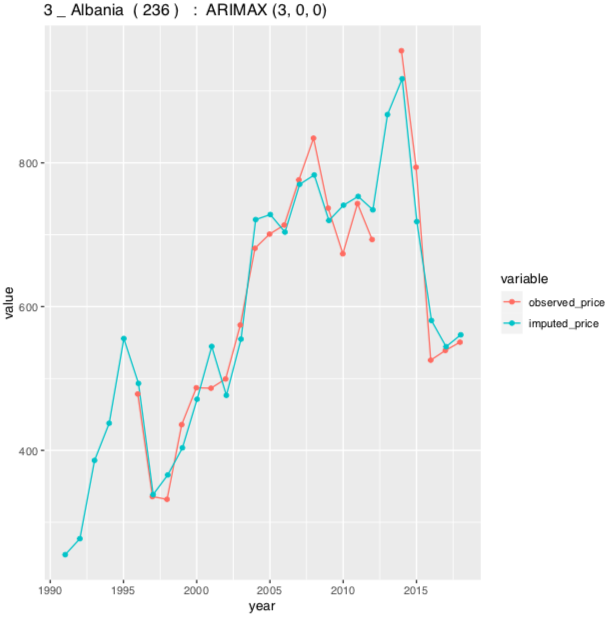 3 _ Albania ( 236 ) : ARIMAX (3, 0, 0)
800
600
400
value
1990 1995 2000 2005 2010 2015
year
variable
observed_price
imputed_price